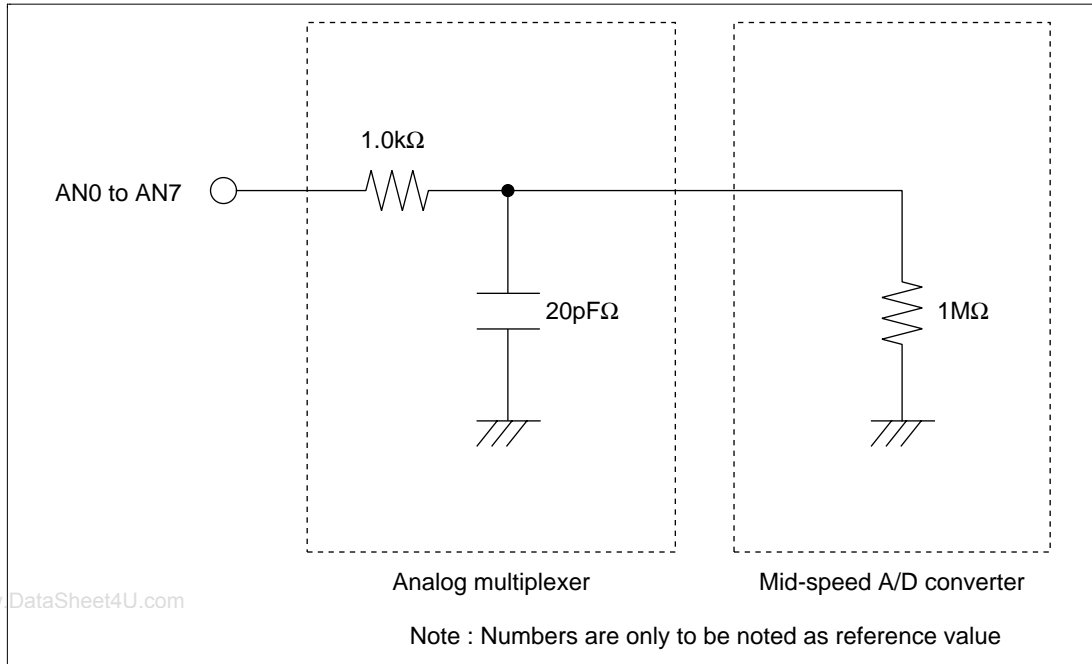 1.0kΩ
AN0 to AN7
20pFΩ
1MΩ
Analog multiplexer
Mid-speed A/D converter
.DataSheet4U.com
Note : Numbers are only to be noted as reference value